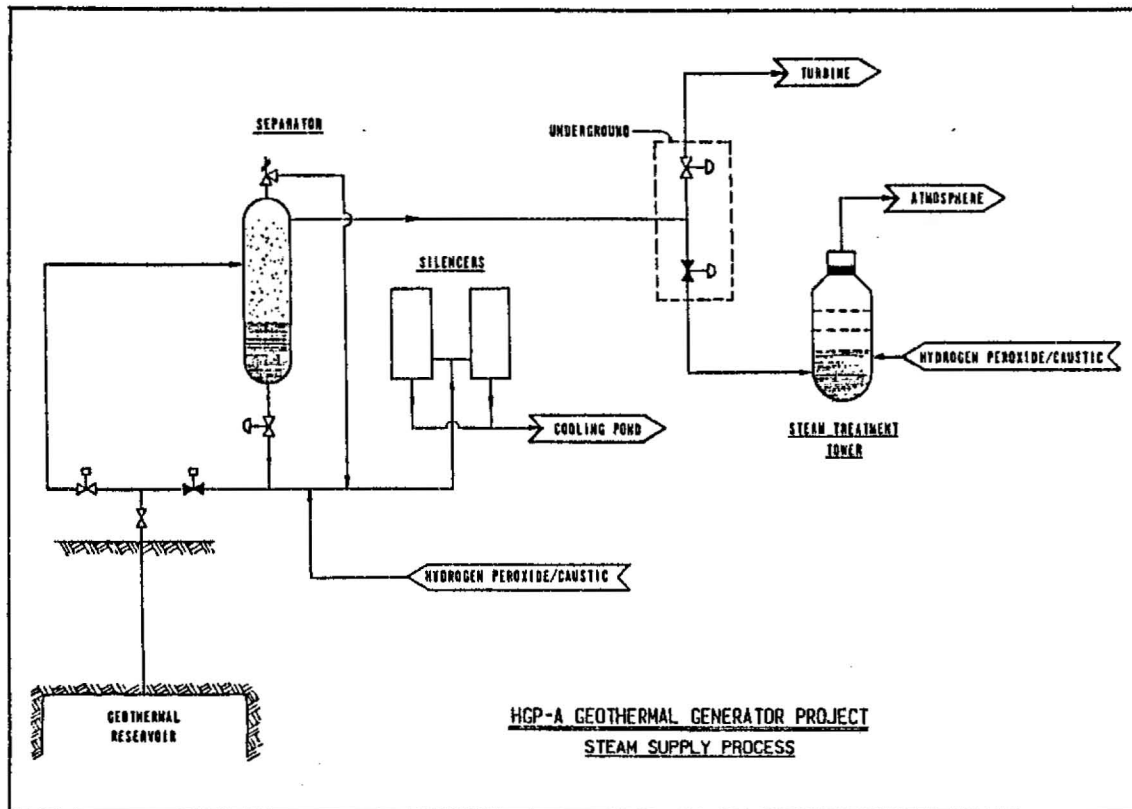 TURBINE
SEPARATOR
UNDERGROUND
ATMOSPHERE
SILENCERS
HYDROGEN PEROXIDE/CAUSTIC
COOLING POND
STEAM TREATMENT
TOWER
HYDROGEN PEROXIDE/CAUSTIC
GEOTHERMAL
RESERVOIR
HGP-A GEOTHERMAL GENERATOR PROJECT
STEAM SUPPLY PROCESS